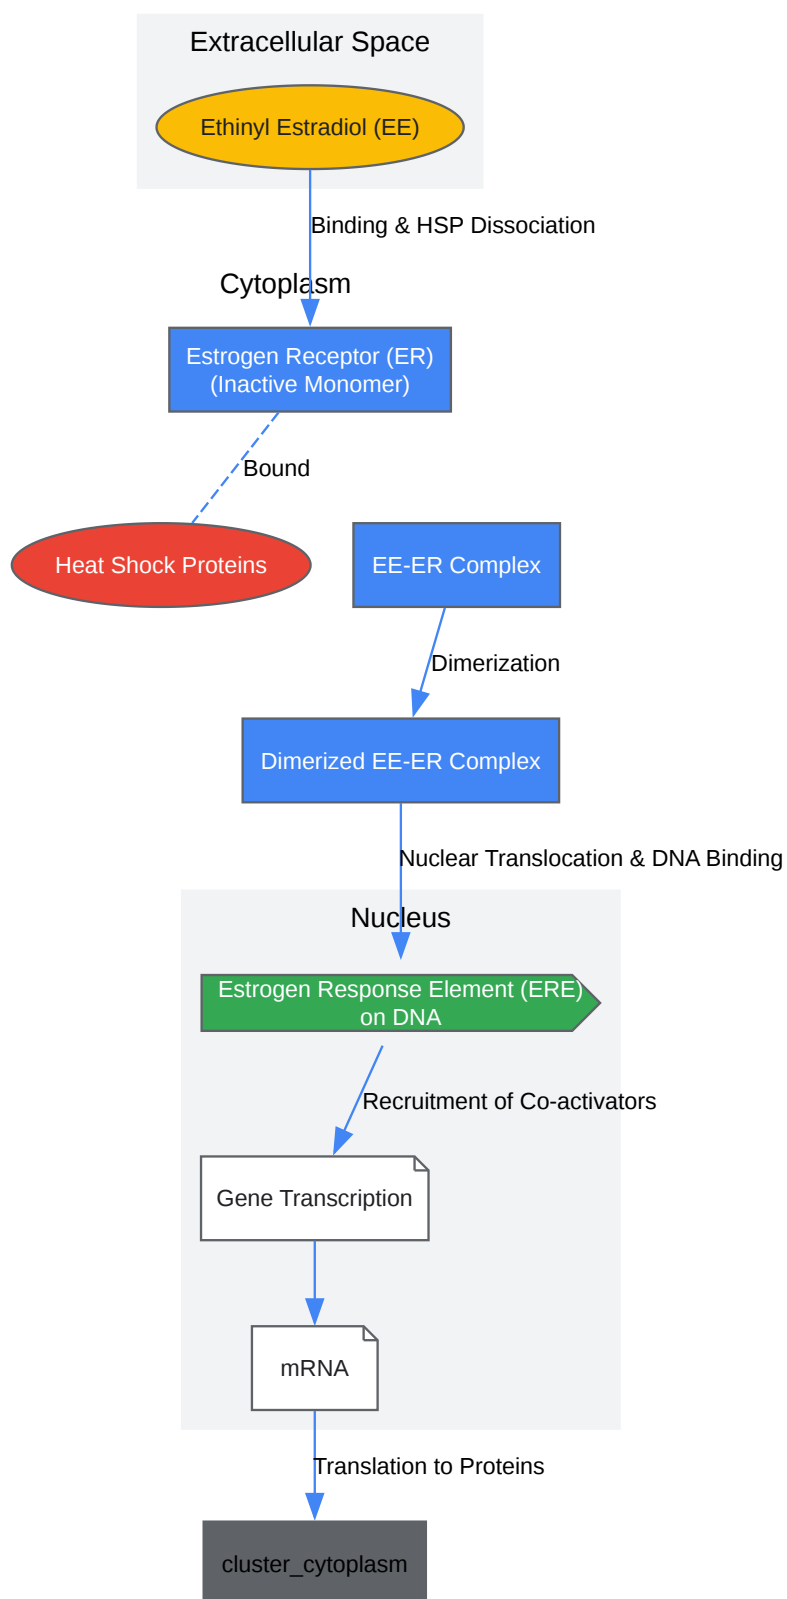 Extracellular Space
Ethinyl Estradiol (EE)
Binding & HSP Dissociation
Cytoplasm
Estrogen Receptor (ER)
(Inactive Monomer)
Bound
Heat Shock Proteins
EE-ER Complex
Dimerization
Dimerized EE-ER Complex
Nuclear Translocation & DNA Binding
Nucleus
Estrogen Response Element (ERE)
on DNA
Recruitment of Co-activators
Gene Transcription
mRNA
Translation to Proteins
cluster_cytoplasm